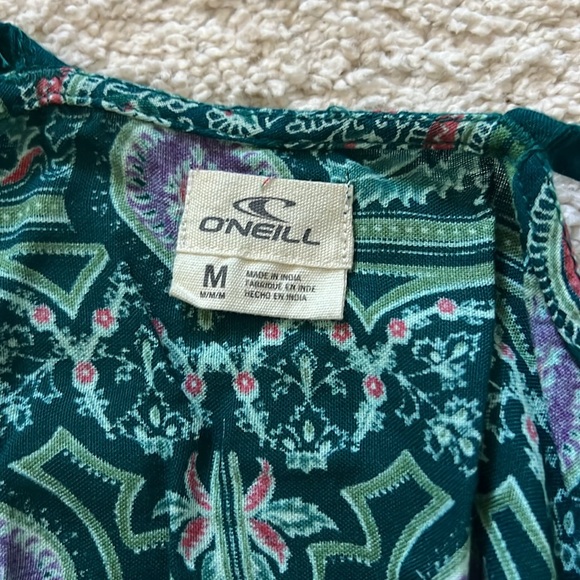 O'NEILL
M
M/M/M
MADE IN INDIA
FABRIQUÉ EN INDE
HECHO EN INDIA